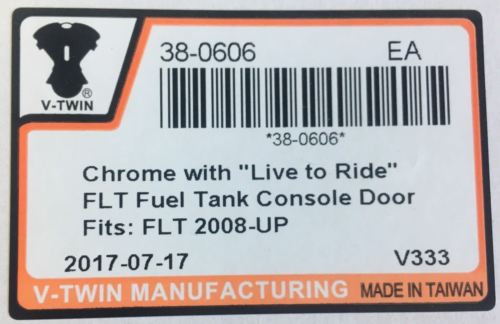 38-0606 EA
V-TWIN ®
*38-0606*
Chrome with "Live to Ride"
FLT Fuel Tank Console Door
Fits: FLT 2008-UP
2017-07-17 V333
V-TWIN MANUFACTURING MADE IN TAIWAN